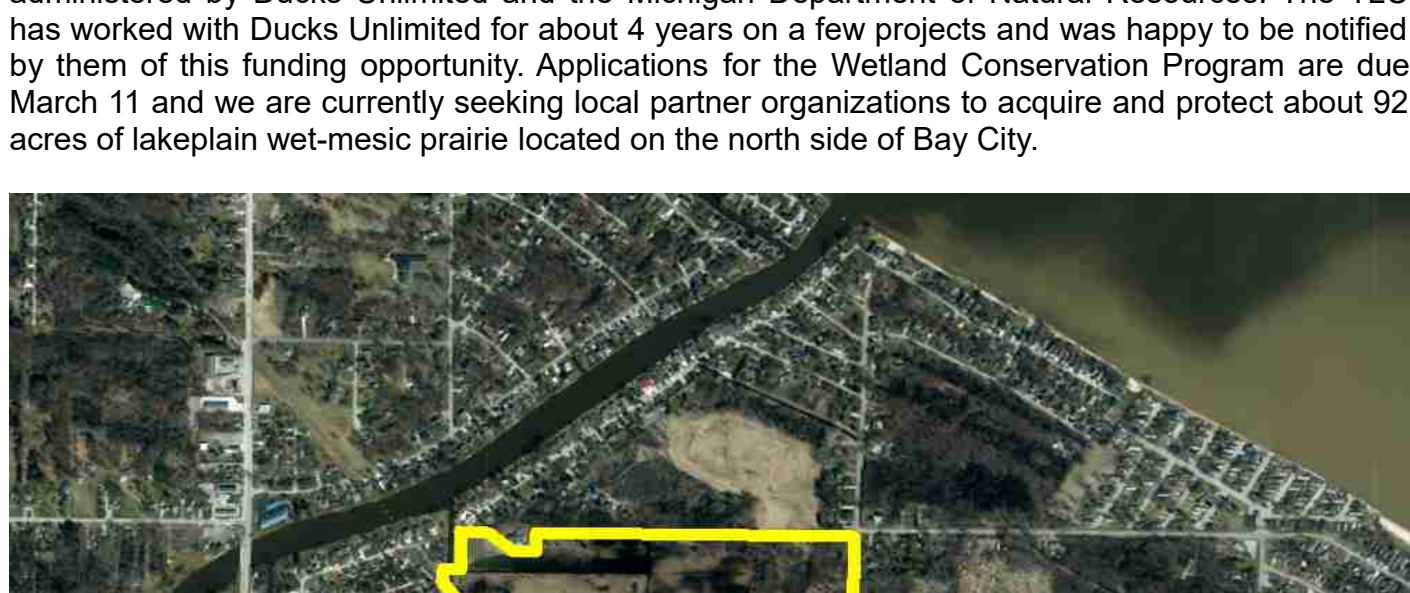 administered by Ducks Unlimited and the Michigan Department of Natural Resources. The
has worked with Ducks Unlimited for about 4 years on a few projects and was happy to be notified
by them of this funding opportunity. Applications for the Wetland Conservation Program are due
March 11 and we are currently seeking local partner organizations to acquire and protect about 92
acres of lakeplain wet-mesic prairie located on the north side of Bay City.